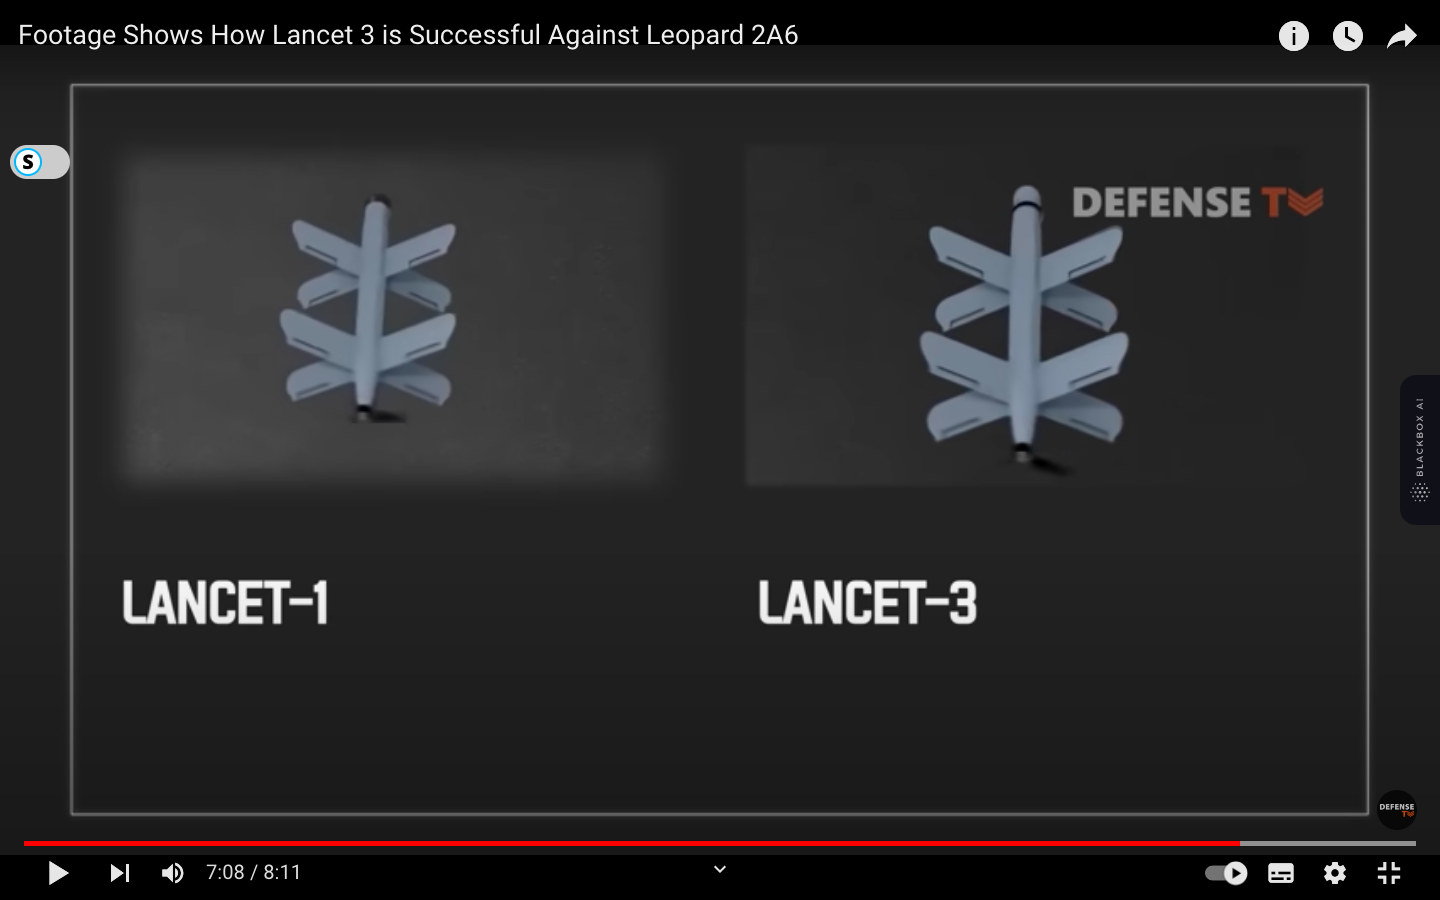 Footage Shows How Lancet 3 is Successful Against Leopard 2A6
S
DEFENSE TV
BLACKBOX AI
LANCET-1
LANCET-3
DEFENSE
TV
7:08 / 8:11